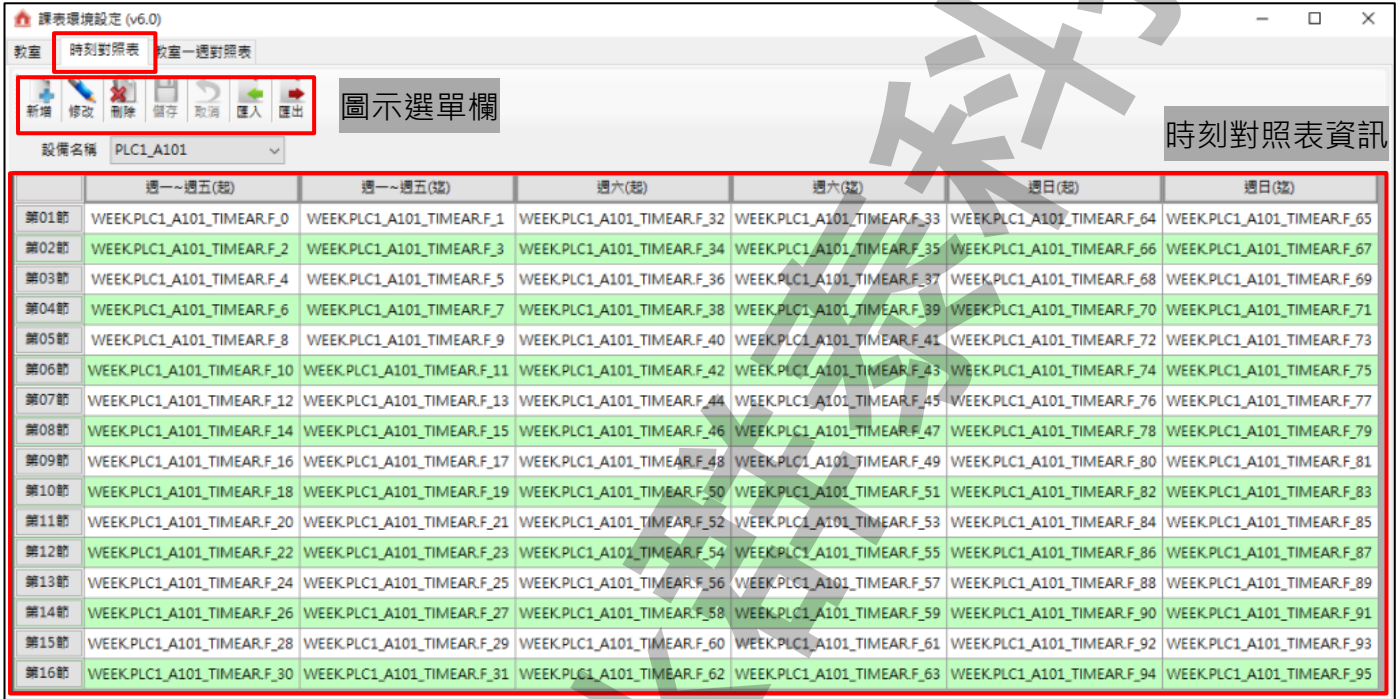 課表環境設定 (v6.0)
教室 時刻對照表 教室一週對照表
新增 修改 刪除 儲存 取消 匯入 匯出
圖示選單欄
時刻對照表資訊
設備名稱 PLC1_A101
週一~週五(起) 週一~週五(迄) 週六(起) 週六(迄) 週日(起) 週日(迄)
第01節 WEEK.PLC1_A101_TIMEAR.F_0 WEEK.PLC1_A101_TIMEAR.F_1 WEEK.PLC1_A101_TIMEAR.F_32 WEEK.PLC1_A101_TIMEAR.F_33 WEEK.PLC1_A101_TIMEAR.F_64 WEEK.PLC1_A101_TIMEAR.F_65
第02節 WEEK.PLC1_A101_TIMEAR.F_2 WEEK.PLC1_A101_TIMEAR.F_3 WEEK.PLC1_A101_TIMEAR.F_34 WEEK.PLC1_A101_TIMEAR.F_35 WEEK.PLC1_A101_TIMEAR.F_66 WEEK.PLC1_A101_TIMEAR.F_67
第03節 WEEK.PLC1_A101_TIMEAR.F_4 WEEK.PLC1_A101_TIMEAR.F_5 WEEK.PLC1_A101_TIMEAR.F_36 WEEK.PLC1_A101_TIMEAR.F_37 WEEK.PLC1_A101_TIMEAR.F_68 WEEK.PLC1_A101_TIMEAR.F_69
第04節 WEEK.PLC1_A101_TIMEAR.F_6 WEEK.PLC1_A101_TIMEAR.F_7 WEEK.PLC1_A101_TIMEAR.F_38 WEEK.PLC1_A101_TIMEAR.F_39 WEEK.PLC1_A101_TIMEAR.F_70 WEEK.PLC1_A101_TIMEAR.F_71
第05節 WEEK.PLC1_A101_TIMEAR.F_8 WEEK.PLC1_A101_TIMEAR.F_9 WEEK.PLC1_A101_TIMEAR.F_40 WEEK.PLC1_A101_TIMEAR.F_41 WEEK.PLC1_A101_TIMEAR.F_72 WEEK.PLC1_A101_TIMEAR.F_73
第06節 WEEK.PLC1_A101_TIMEAR.F_10 WEEK.PLC1_A101_TIMEAR.F_11 WEEK.PLC1_A101_TIMEAR.F_42 WEEK.PLC1_A101_TIMEAR.F_43 WEEK.PLC1_A101_TIMEAR.F_74 WEEK.PLC1_A101_TIMEAR.F_75
第07節 WEEK.PLC1_A101_TIMEAR.F_12 WEEK.PLC1_A101_TIMEAR.F_13 WEEK.PLC1_A101_TIMEAR.F_44 WEEK.PLC1_A101_TIMEAR.F_45 WEEK.PLC1_A101_TIMEAR.F_76 WEEK.PLC1_A101_TIMEAR.F_77
第08節 WEEK.PLC1_A101_TIMEAR.F_14 WEEK.PLC1_A101_TIMEAR.F_15 WEEK.PLC1_A101_TIMEAR.F_46 WEEK.PLC1_A101_TIMEAR.F_47 WEEK.PLC1_A101_TIMEAR.F_78 WEEK.PLC1_A101_TIMEAR.F_79
第09節 WEEK.PLC1_A101_TIMEAR.F_16 WEEK.PLC1_A101_TIMEAR.F_17 WEEK.PLC1_A101_TIMEAR.F_48 WEEK.PLC1_A101_TIMEAR.F_49 WEEK.PLC1_A101_TIMEAR.F_80 WEEK.PLC1_A101_TIMEAR.F_81
第10節 WEEK.PLC1_A101_TIMEAR.F_18 WEEK.PLC1_A101_TIMEAR.F_19 WEEK.PLC1_A101_TIMEAR.F_50 WEEK.PLC1_A101_TIMEAR.F_51 WEEK.PLC1_A101_TIMEAR.F_82 WEEK.PLC1_A101_TIMEAR.F_83
第11節 WEEK.PLC1_A101_TIMEAR.F_20 WEEK.PLC1_A101_TIMEAR.F_21 WEEK.PLC1_A101_TIMEAR.F_52 WEEK.PLC1_A101_TIMEAR.F_53 WEEK.PLC1_A101_TIMEAR.F_84 WEEK.PLC1_A101_TIMEAR.F_85
第12節 WEEK.PLC1_A101_TIMEAR.F_22 WEEK.PLC1_A101_TIMEAR.F_23 WEEK.PLC1_A101_TIMEAR.F_54 WEEK.PLC1_A101_TIMEAR.F_55 WEEK.PLC1_A101_TIMEAR.F_86 WEEK.PLC1_A101_TIMEAR.F_87
第13節 WEEK.PLC1_A101_TIMEAR.F_24 WEEK.PLC1_A101_TIMEAR.F_25 WEEK.PLC1_A101_TIMEAR.F_56 WEEK.PLC1_A101_TIMEAR.F_57 WEEK.PLC1_A101_TIMEAR.F_88 WEEK.PLC1_A101_TIMEAR.F_89
第14節 WEEK.PLC1_A101_TIMEAR.F_26 WEEK.PLC1_A101_TIMEAR.F_27 WEEK.PLC1_A101_TIMEAR.F_58 WEEK.PLC1_A101_TIMEAR.F_59 WEEK.PLC1_A101_TIMEAR.F_90 WEEK.PLC1_A101_TIMEAR.F_91
第15節 WEEK.PLC1_A101_TIMEAR.F_28 WEEK.PLC1_A101_TIMEAR.F_29 WEEK.PLC1_A101_TIMEAR.F_60 WEEK.PLC1_A101_TIMEAR.F_61 WEEK.PLC1_A101_TIMEAR.F_92 WEEK.PLC1_A101_TIMEAR.F_93
第16節 WEEK.PLC1_A101_TIMEAR.F_30 WEEK.PLC1_A101_TIMEAR.F_31 WEEK.PLC1_A101_TIMEAR.F_62 WEEK.PLC1_A101_TIMEAR.F_63 WEEK.PLC1_A101_TIMEAR.F_94 WEEK.PLC1_A101_TIMEAR.F_95